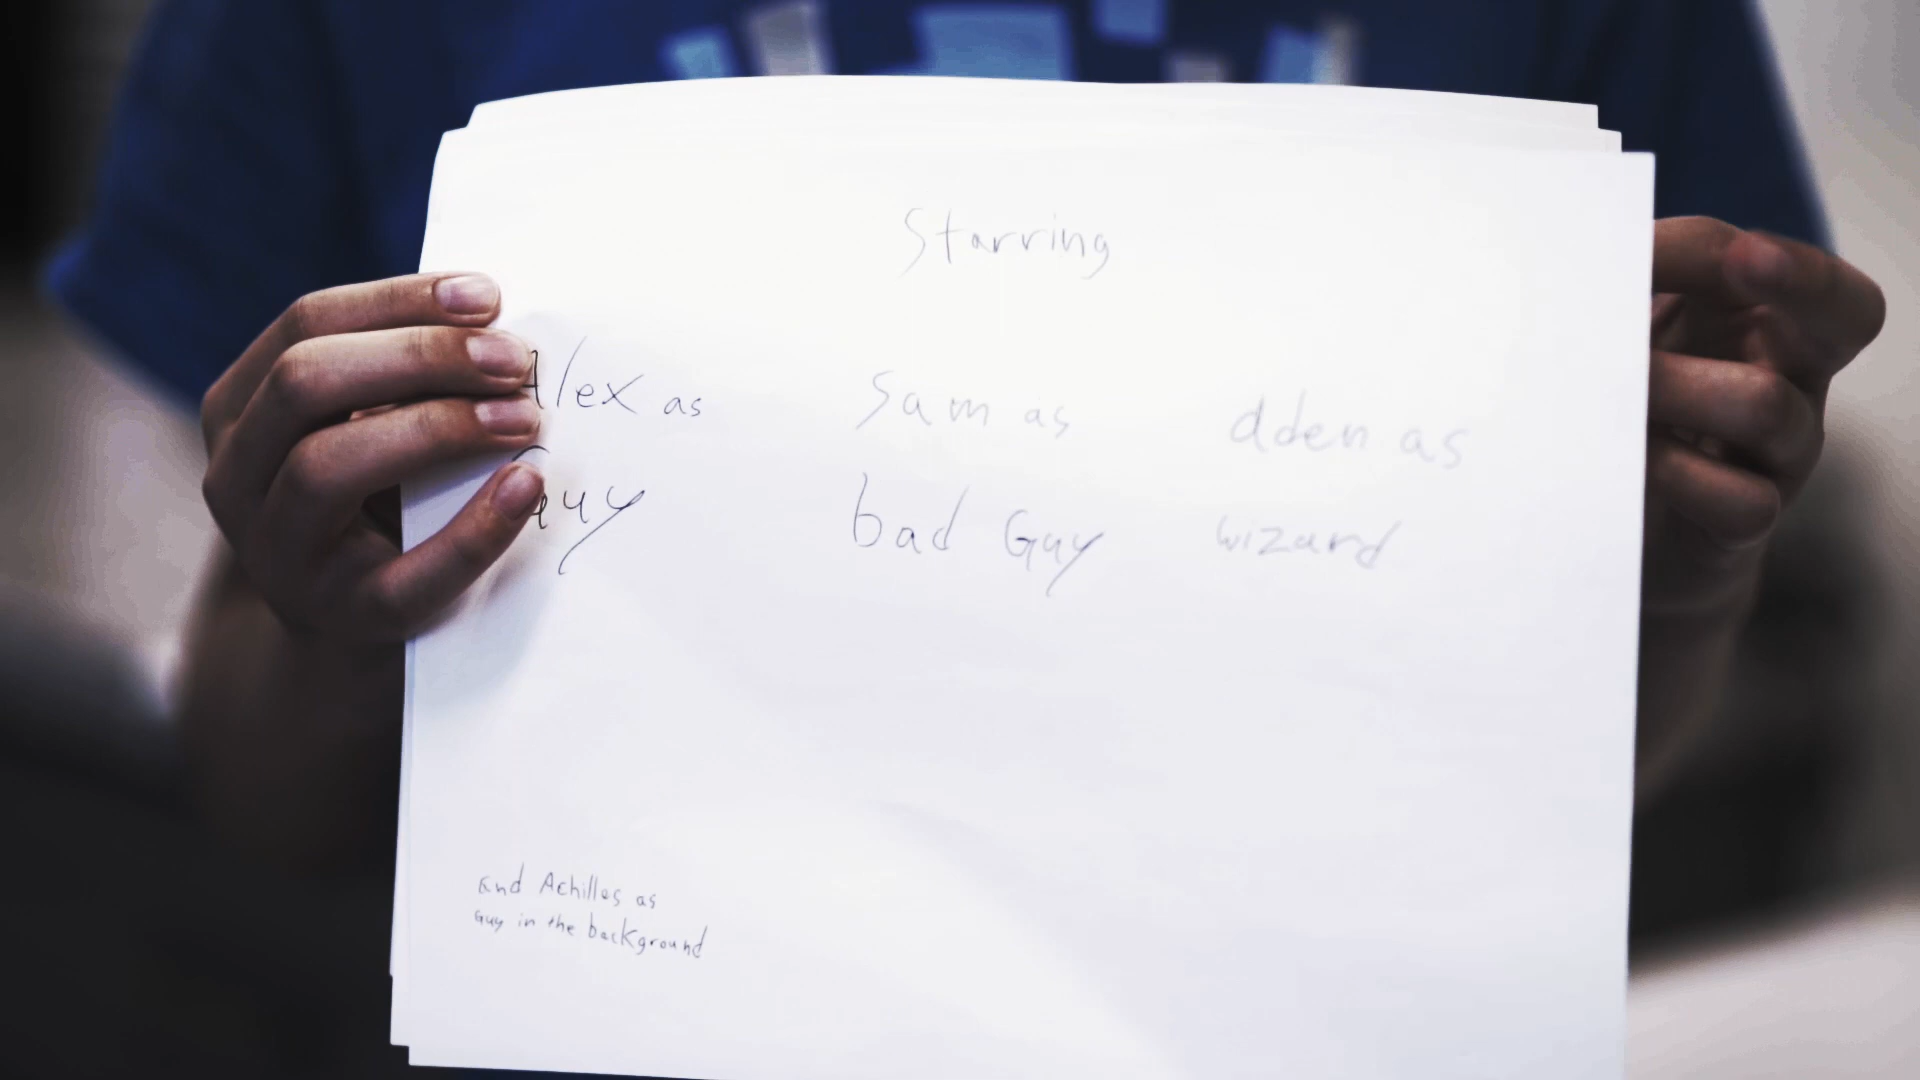 Starring
Alex as
Guy
Sam as
bad Guy
dden as
wizard
and Achilles as
Guy in the background